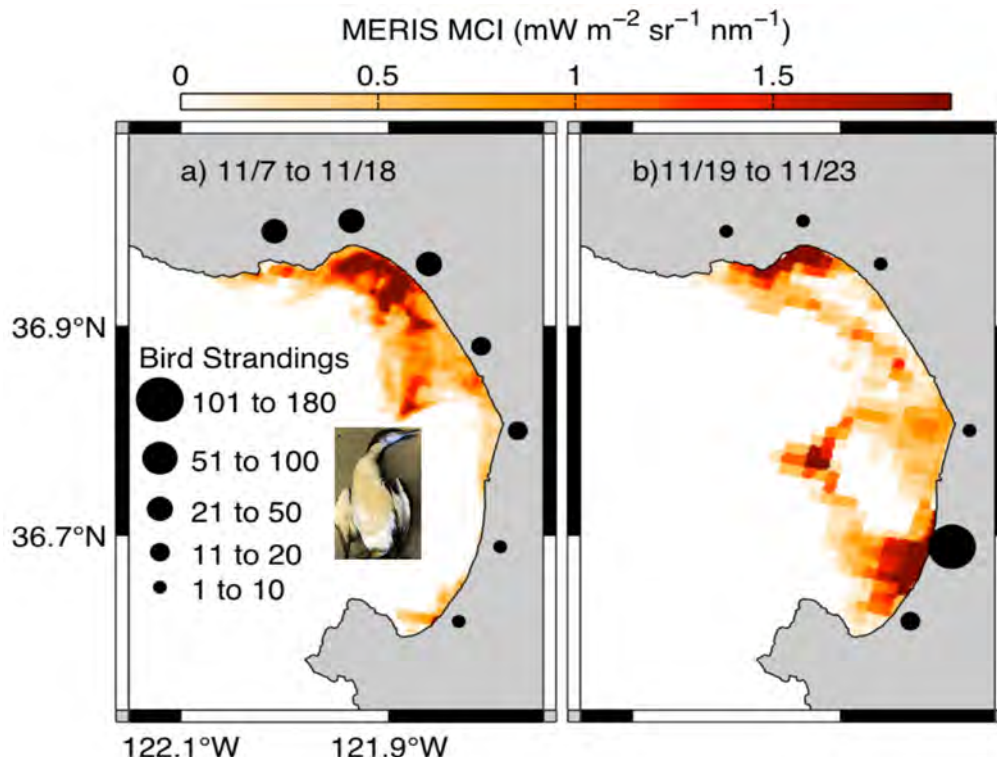 MERIS MCI (mW m⁻² sr⁻¹ nm⁻¹)
0 0.5 1 1.5
a) 11/7 to 11/18
b)11/19 to 11/23
36.9°N
Bird Strandings
101 to 180
51 to 100
21 to 50
11 to 20
1 to 10
36.7°N
122.1°W 121.9°W